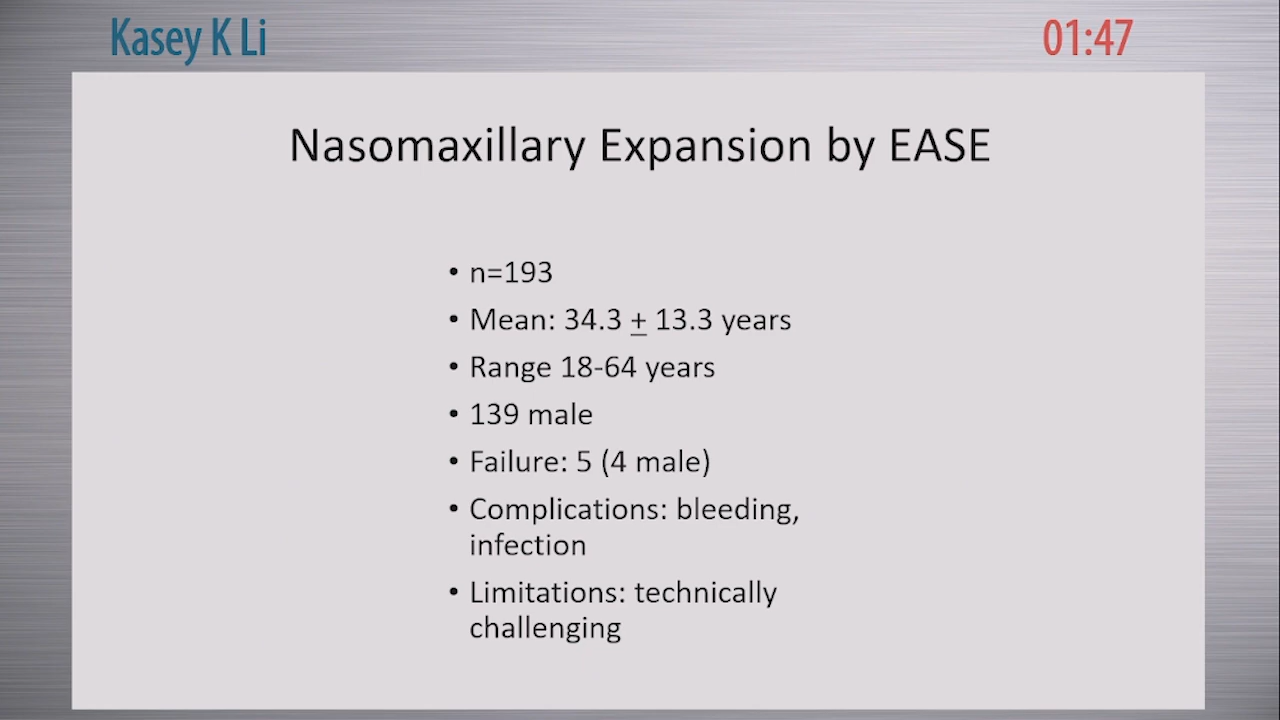 Kasey K Li
01:47
Nasomaxillary Expansion by EASE
• n=193
• Mean: 34.3 ± 13.3 years
• Range 18-64 years
• 139 male
• Failure: 5 (4 male)
• Complications: bleeding,
infection
• Limitations: technically
challenging